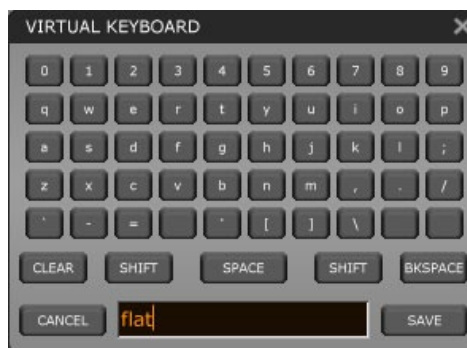 VIRTUAL KEYBOARD ×
0 1 2 3 4 5 6 7 8 9
q w e r t y u i o p
a s d f g h j k l ;
z x c v b n m , . /
` - = ' [ ] \
CLEAR SHIFT SPACE SHIFT BKSPACE
CANCEL flat SAVE